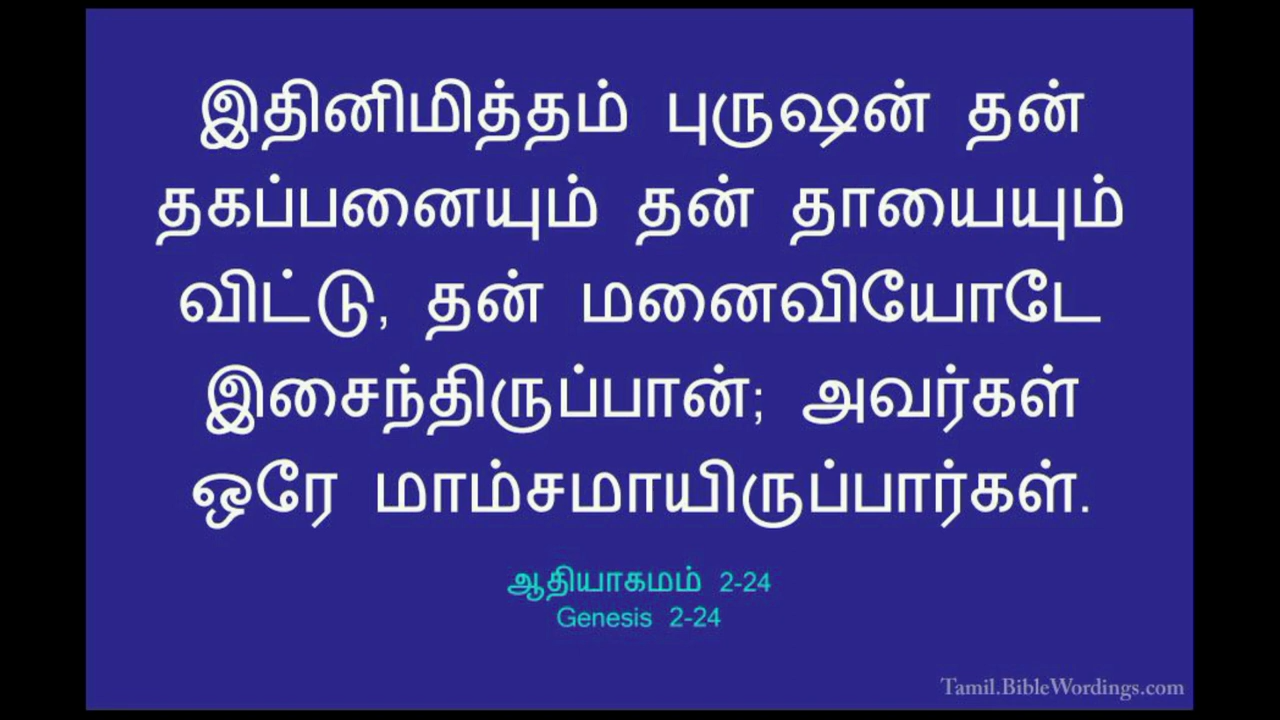 இதினிமித்தம் புருஷன் தன்
தகப்பனையும் தன் தாயையும்
விட்டு, தன் மனைவியோடே
இசைந்திருப்பான்; அவர்கள்
ஒரே மாம்சமாயிருப்பார்கள்.
ஆதியாகமம் 2-24
Genesis 2-24
Tamil.BibleWordings.com